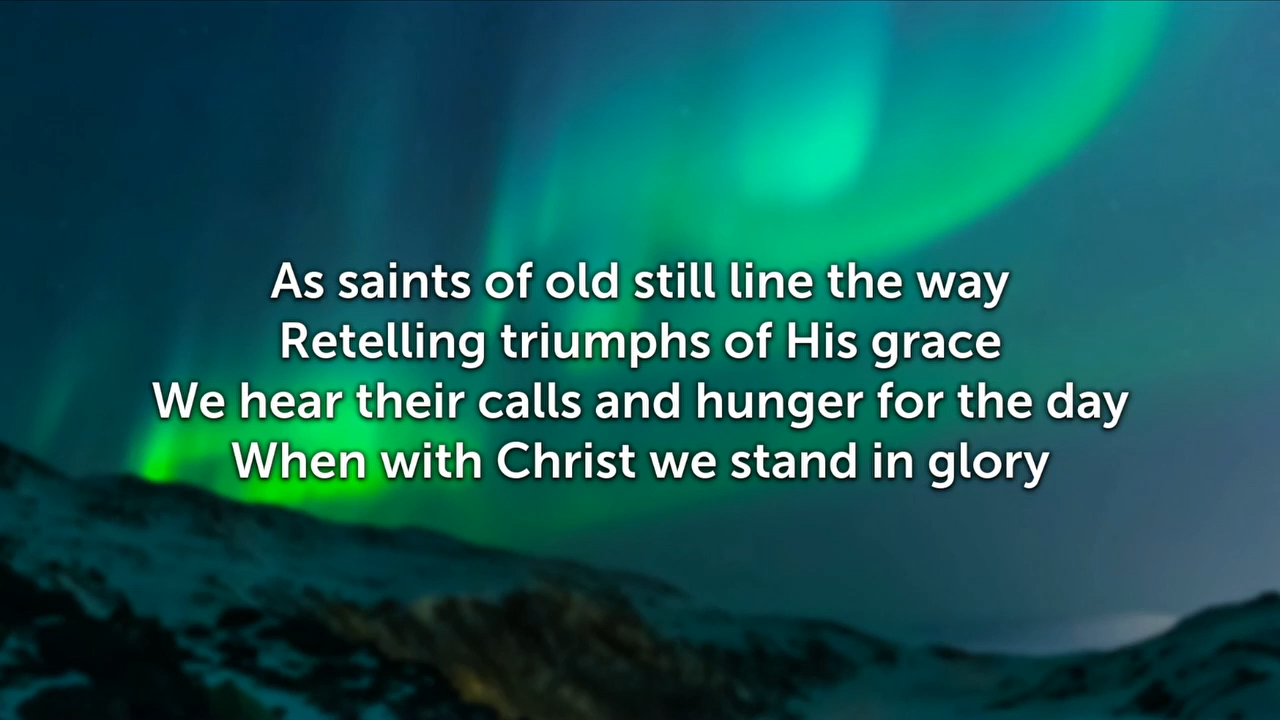 As saints of old still line the way
Retelling triumphs of His grace
We hear their calls and hunger for the day
When with Christ we stand in glory